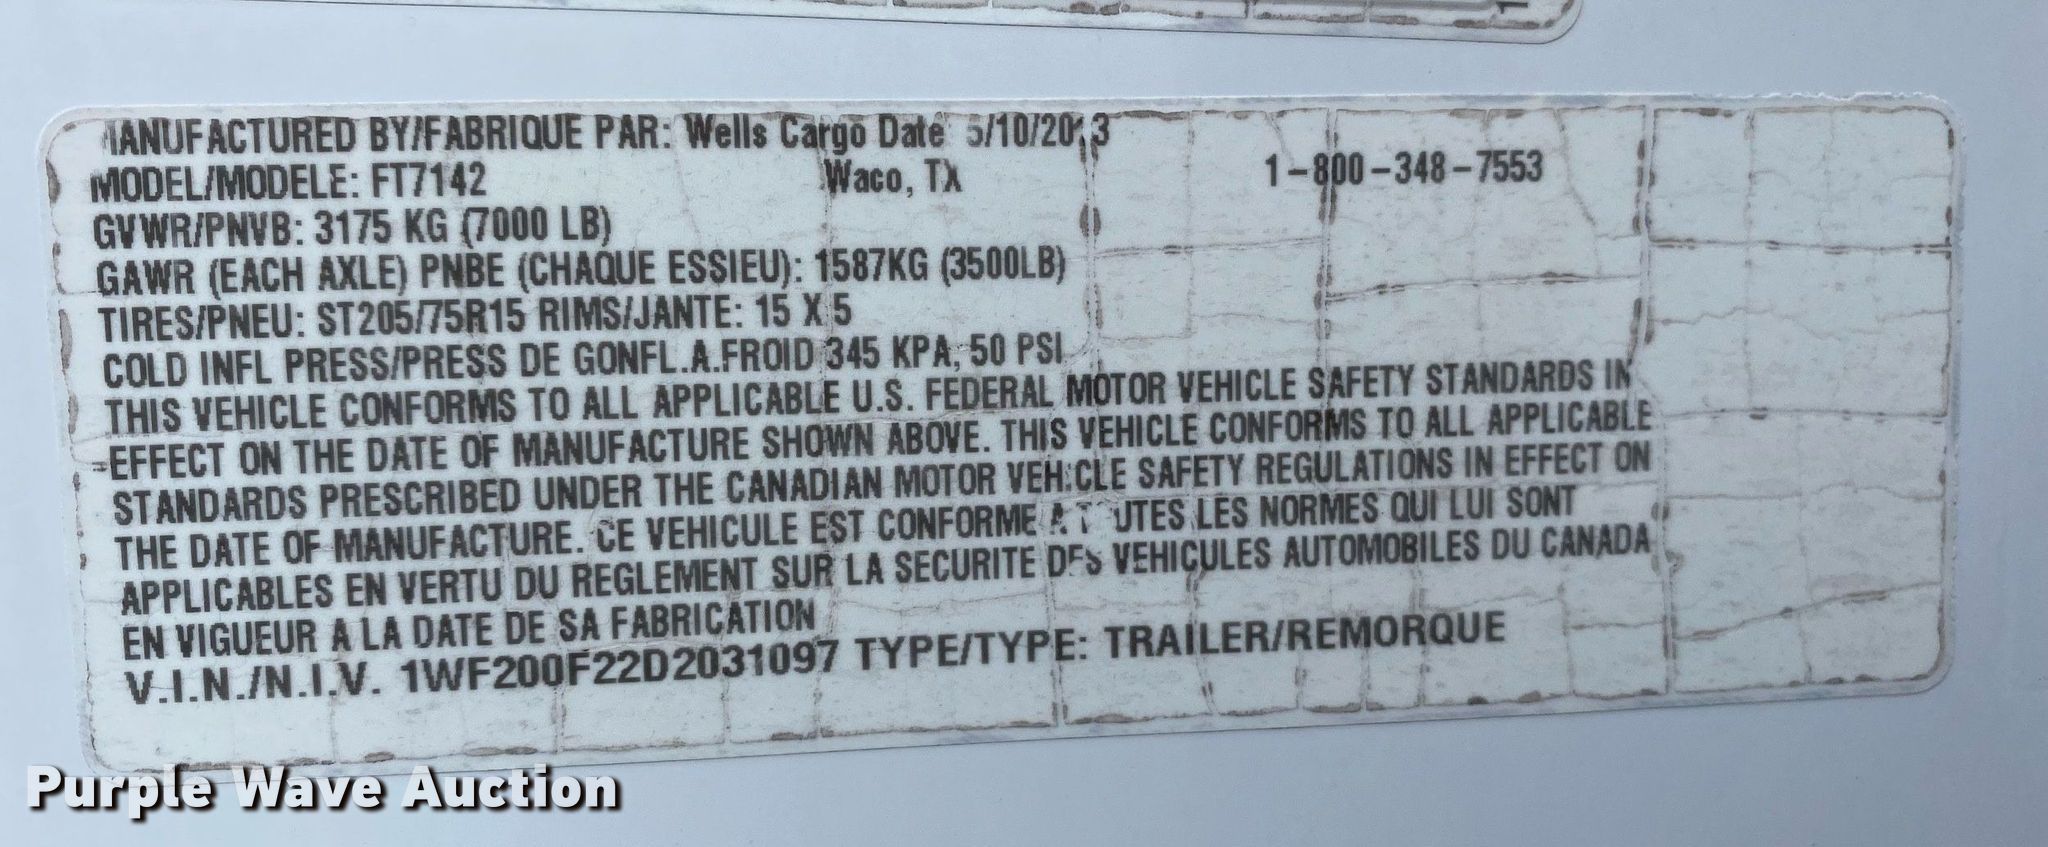 MANUFACTURED BY/FABRIQUE PAR: Wells Cargo Date 5/10/2013
MODEL/MODELE: FT7142 Waco, TX 1-800-348-7553
GVWR/PNVB: 3175 KG (7000 LB)
GAWR (EACH AXLE) PNBE (CHAQUE ESSIEU): 1587KG (3500LB)
TIRES/PNEU: ST205/75R15 RIMS/JANTE: 15 X 5
COLD INFL PRESS/PRESS DE GONFL.A.FROID 345 KPA, 50 PSI
THIS VEHICLE CONFORMS TO ALL APPLICABLE U.S. FEDERAL MOTOR VEHICLE SAFETY STANDARDS IN
EFFECT ON THE DATE OF MANUFACTURE SHOWN ABOVE. THIS VEHICLE CONFORMS TO ALL APPLICABLE
STANDARDS PRESCRIBED UNDER THE CANADIAN MOTOR VEHICLE SAFETY REGULATIONS IN EFFECT ON
THE DATE OF MANUFACTURE. CE VEHICULE EST CONFORME A TOUTES LES NORMES QUI LUI SONT
APPLICABLES EN VERTU DU REGLEMENT SUR LA SECURITE DES VEHICULES AUTOMOBILES DU CANADA
EN VIGUEUR A LA DATE DE SA FABRICATION
V.I.N./N.I.V. 1WF200F22D2031097 TYPE/TYPE: TRAILER/REMORQUE
Purple Wave Auction